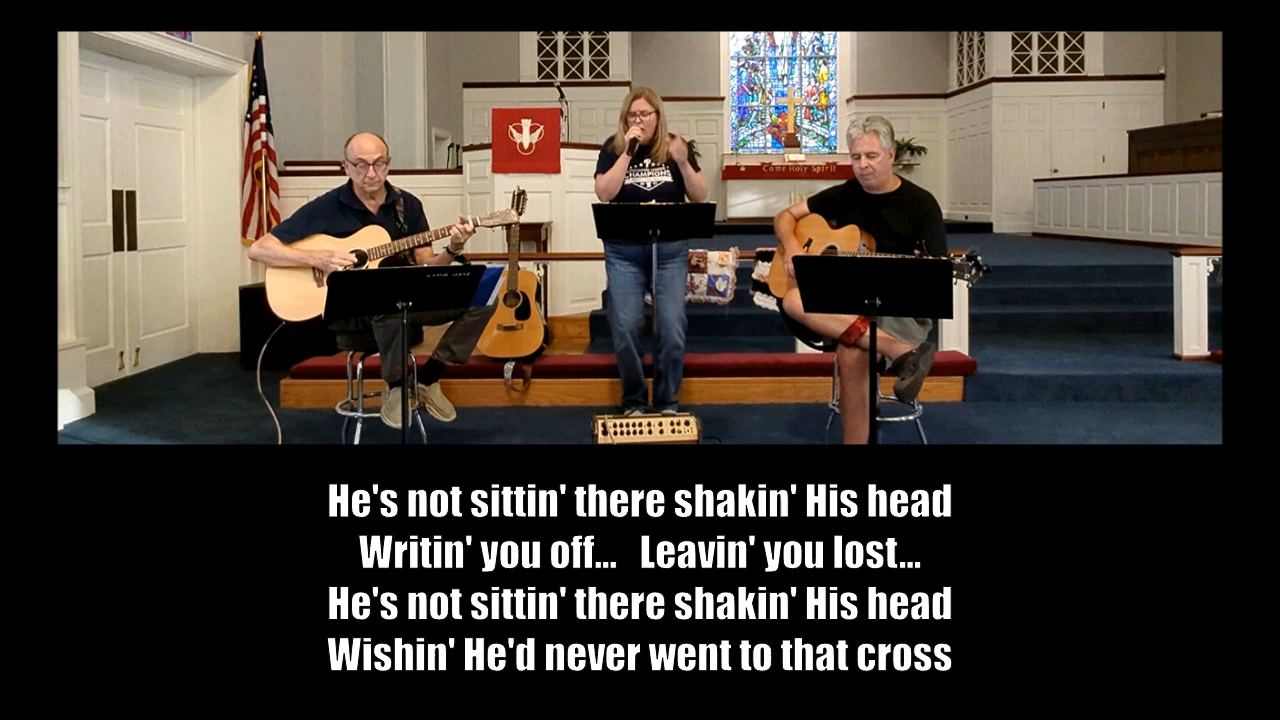 CHAMPIONS
Come Holy Spirit
He's not sittin' there shakin' His head
Writin' you off... Leavin' you lost...
He's not sittin' there shakin' His head
Wishin' He'd never went to that cross